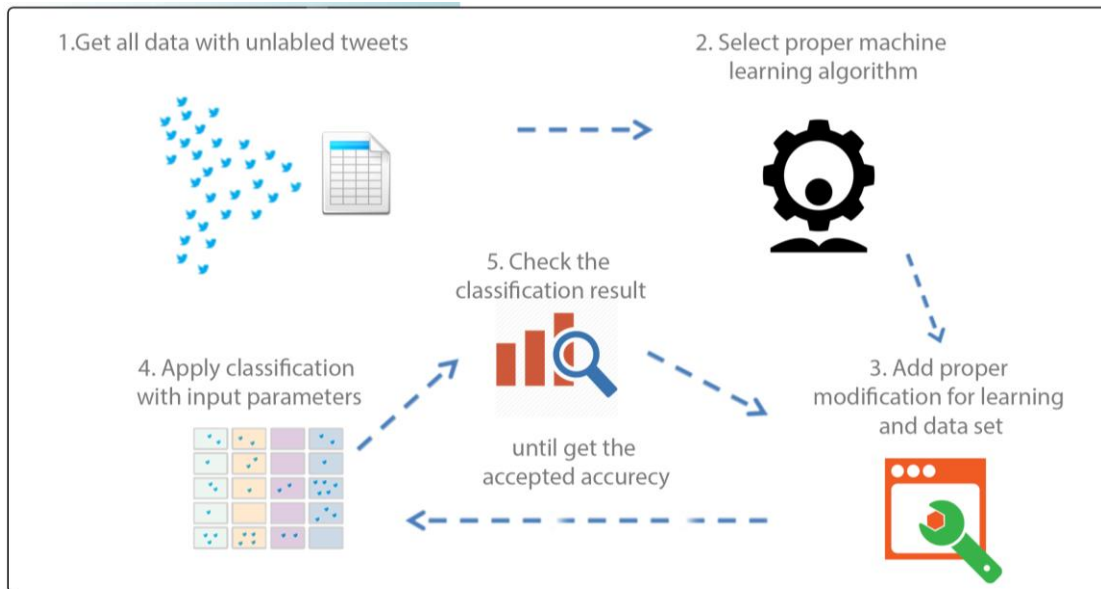 1.Get all data with unlabled tweets
2. Select proper machine
learning algorithm
3. Add proper
modification for learning
and data set
4. Apply classification
with input parameters
5. Check the
classification result
until get the
accepted accurecy